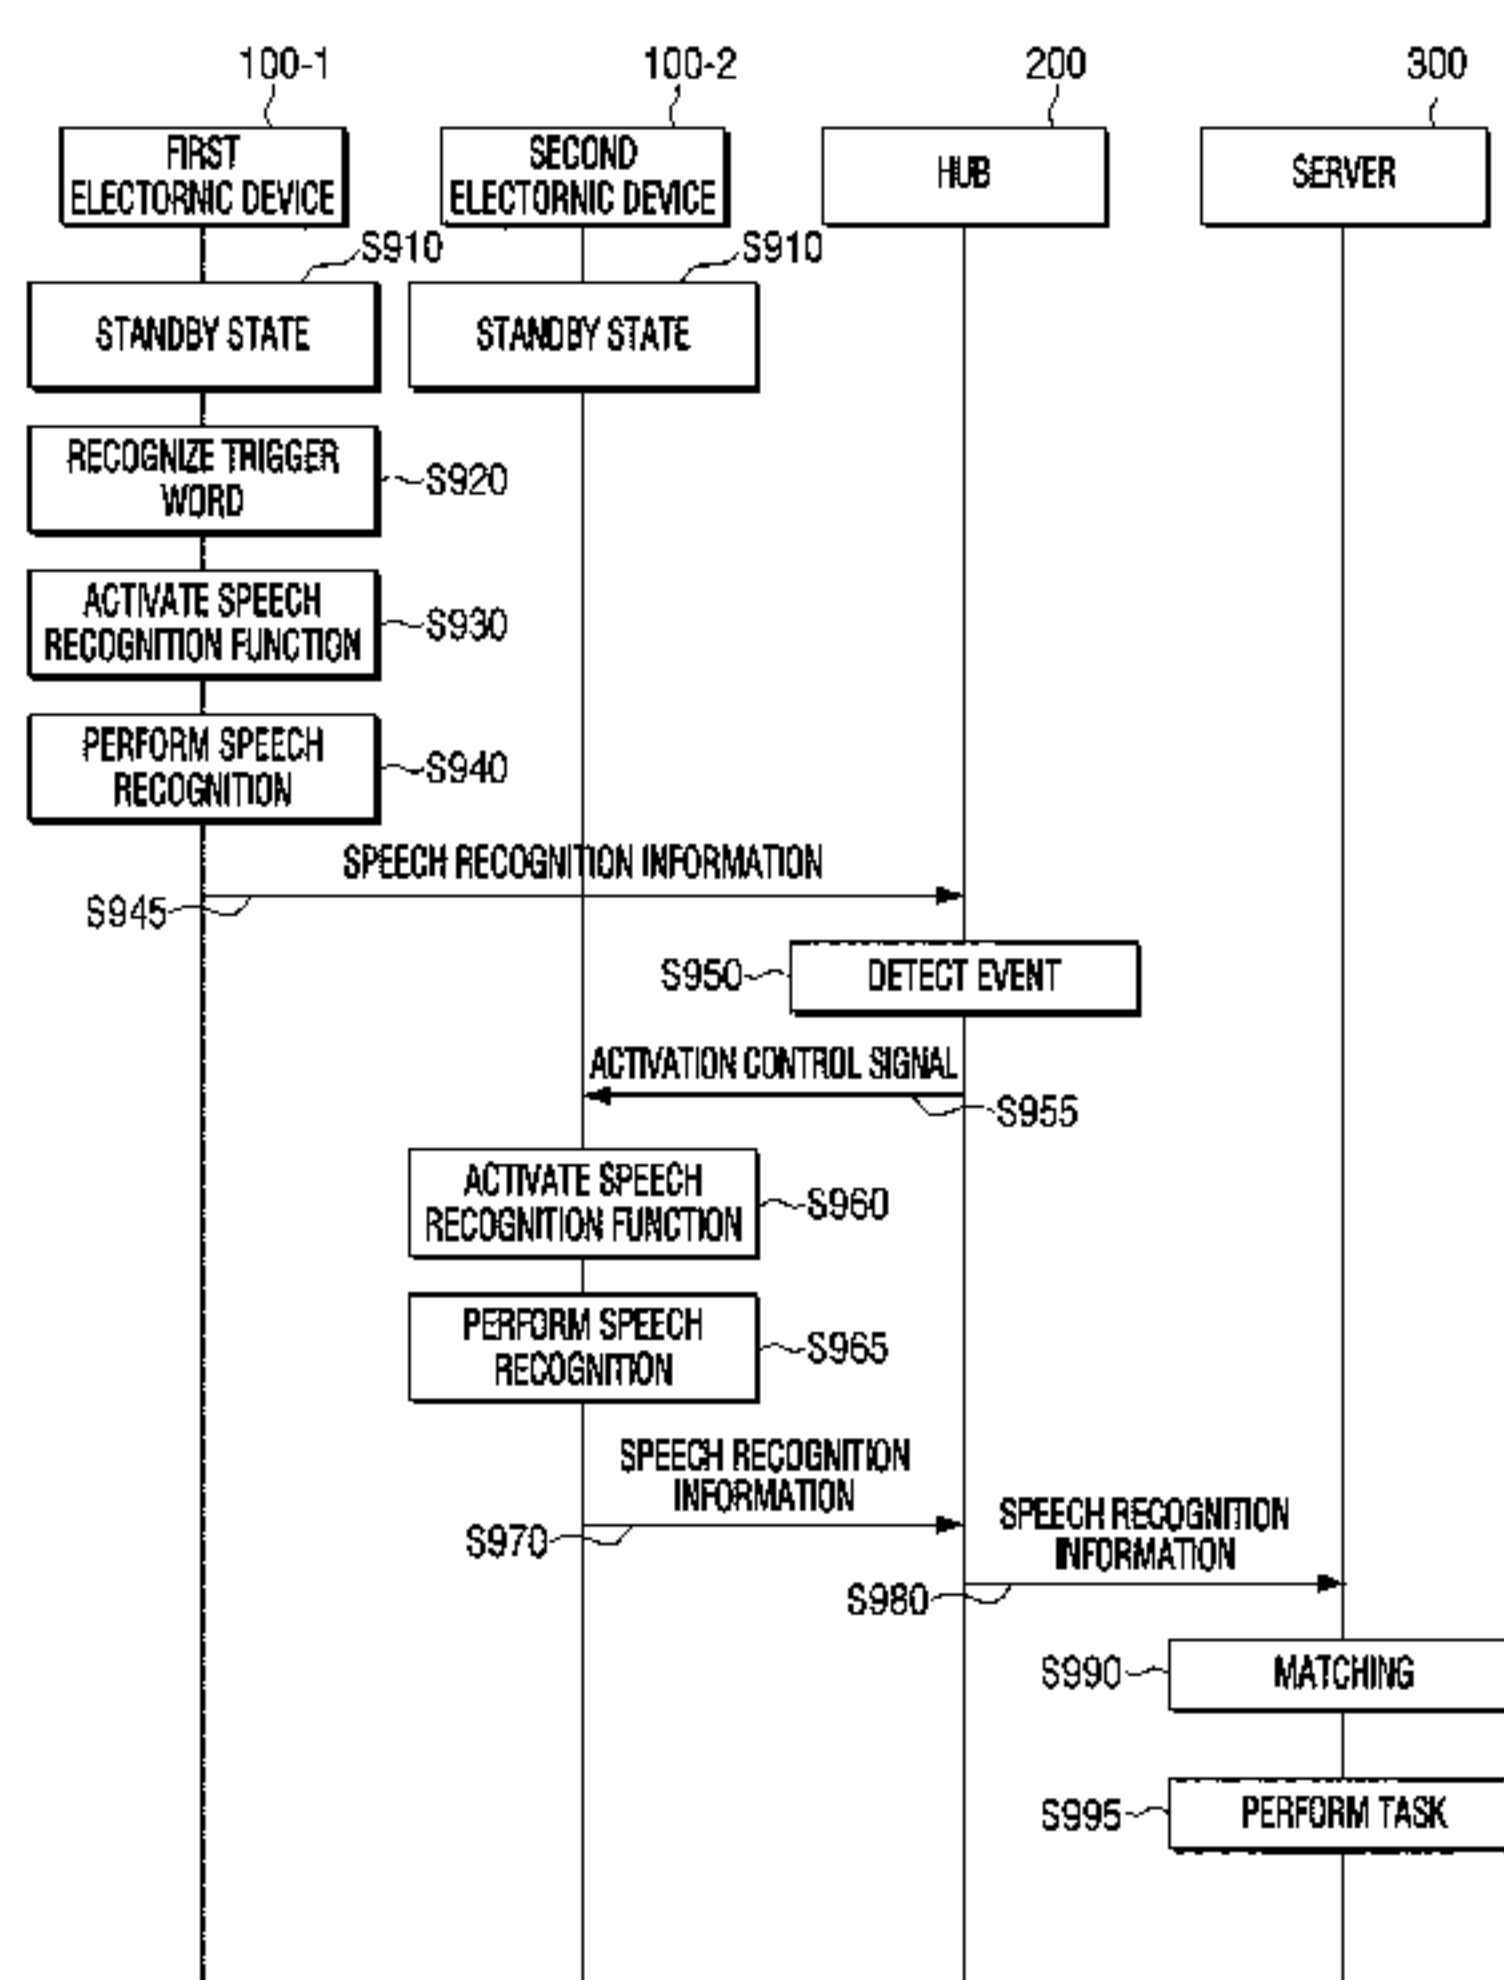 100-1
100-2
200
300
FIRST
ELECTORNIC DEVICE
SECOND
ELECTORNIC DEVICE
HUB
SERVER
S910
S910
STANDBY STATE
STANDBY STATE
RECOGNIZE TRIGGER
WORD
S920
ACTIVATE SPEECH
RECOGNITION FUNCTION
S930
PERFORM SPEECH
RECOGNITION
S940
SPEECH RECOGNITION INFORMATION
S945
S950
DETECT EVENT
ACTIVATION CONTROL SIGNAL
S955
ACTIVATE SPEECH
RECOGNITION FUNCTION
S960
PERFORM SPEECH
RECOGNITION
S965
SPEECH RECOGNITION
INFORMATION
S970
SPEECH RECOGNITION
INFORMATION
S980
S990
MATCHING
S995
PERFORM TASK